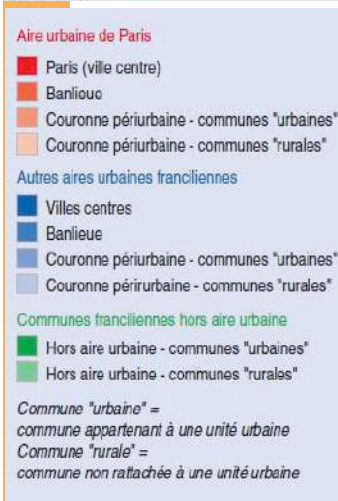 Aire urbaine de Paris
Paris (ville centre)
Banlieue
Couronne périurbaine - communes "urbaines"
Couronne périurbaine - communes "rurales"
Autres aires urbaines franciliennes
Villes centres
Banlieue
Couronne périurbaine - communes "urbaines"
Couronne périrurbaine - communes "rurales"
Communes franciliennes hors aire urbaine
Hors aire urbaine - communes "urbaines"
Hors aire urbaine - communes "rurales"
Commune "urbaine" =
commune appartenant à une unité urbaine
Commune "rurale" =
commune non rattachée à une unité urbaine